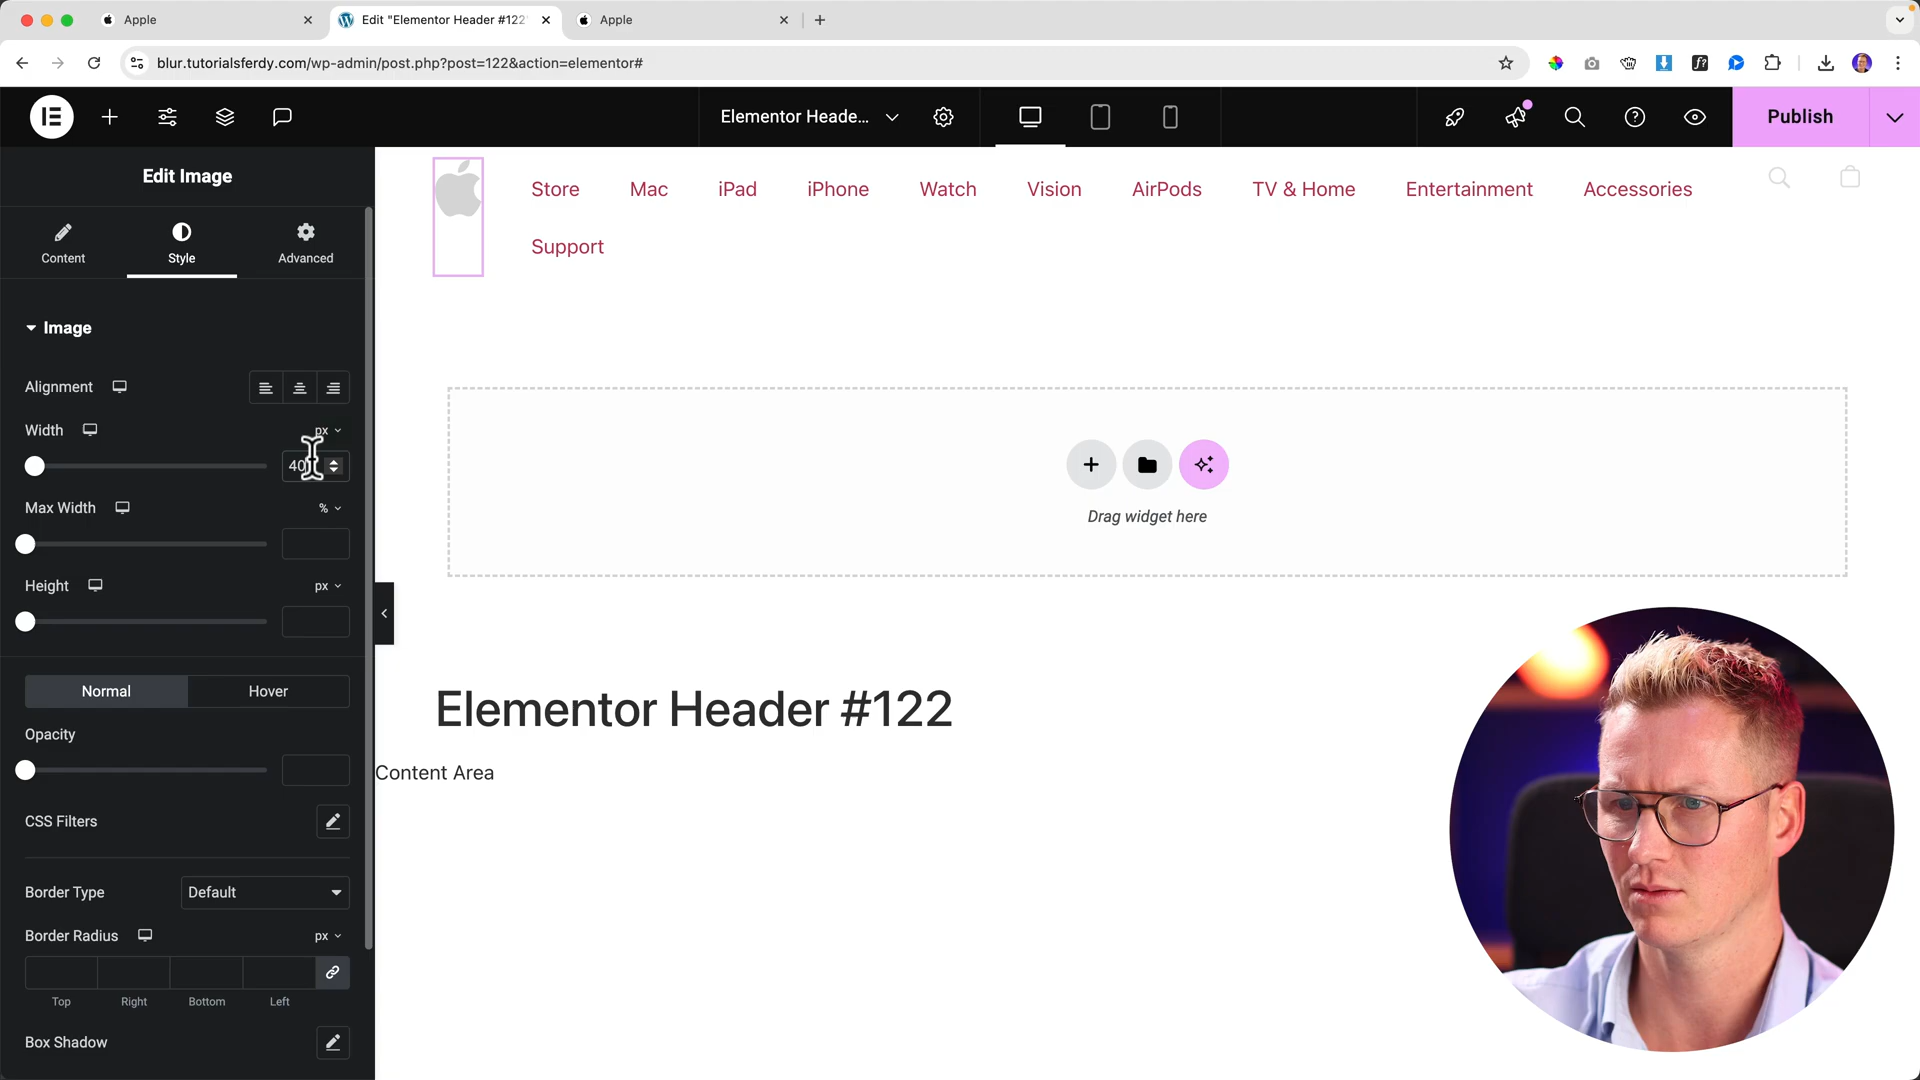 Apple
Edit "Elementor Header #122"
Apple
blur.tutorialsferdy.com/wp-admin/post.php?post=122&action=elementor#
Elementor Heade...
Publish
Edit Image
Content
Style
Advanced
Image
Alignment
Width
px
40
Max Width
%
Height
px
Normal
Hover
Opacity
CSS Filters
Border Type
Default
Border Radius
px
Top
Right
Bottom
Left
Box Shadow
Store
Mac
iPad
iPhone
Watch
Vision
AirPods
TV & Home
Entertainment
Accessories
Support
Drag widget here
Elementor Header #122
Content Area